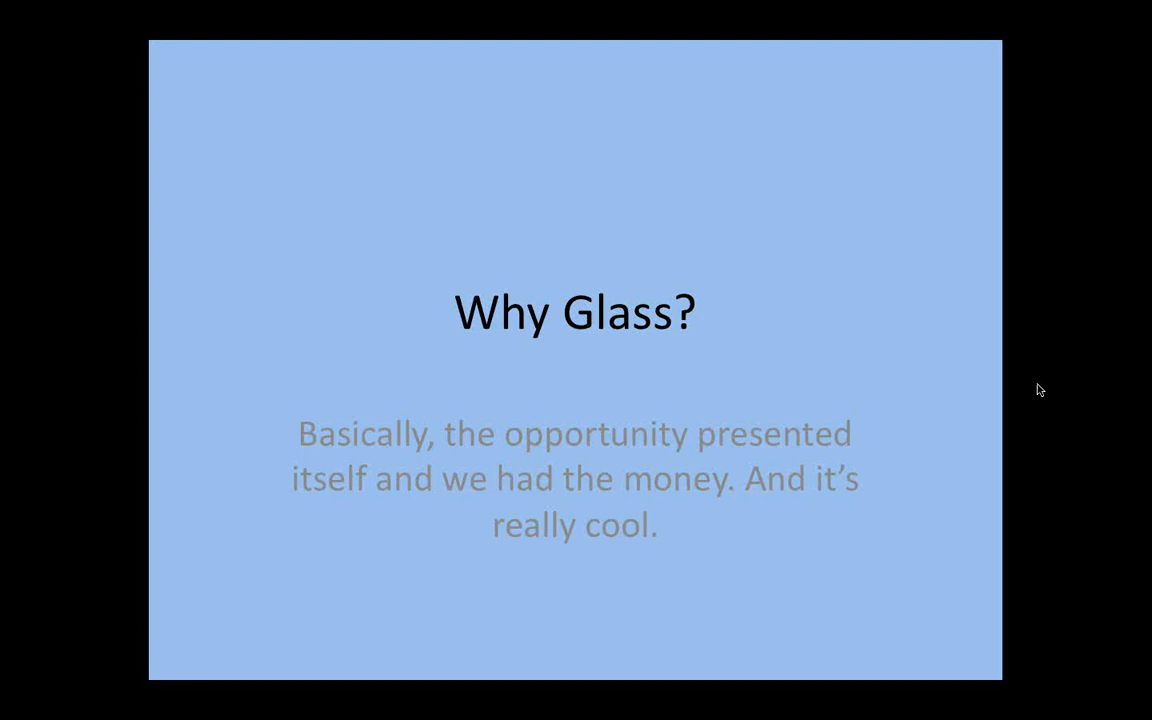 Why Glass?
Basically, the opportunity presented
itself and we had the money. And it’s
really cool.